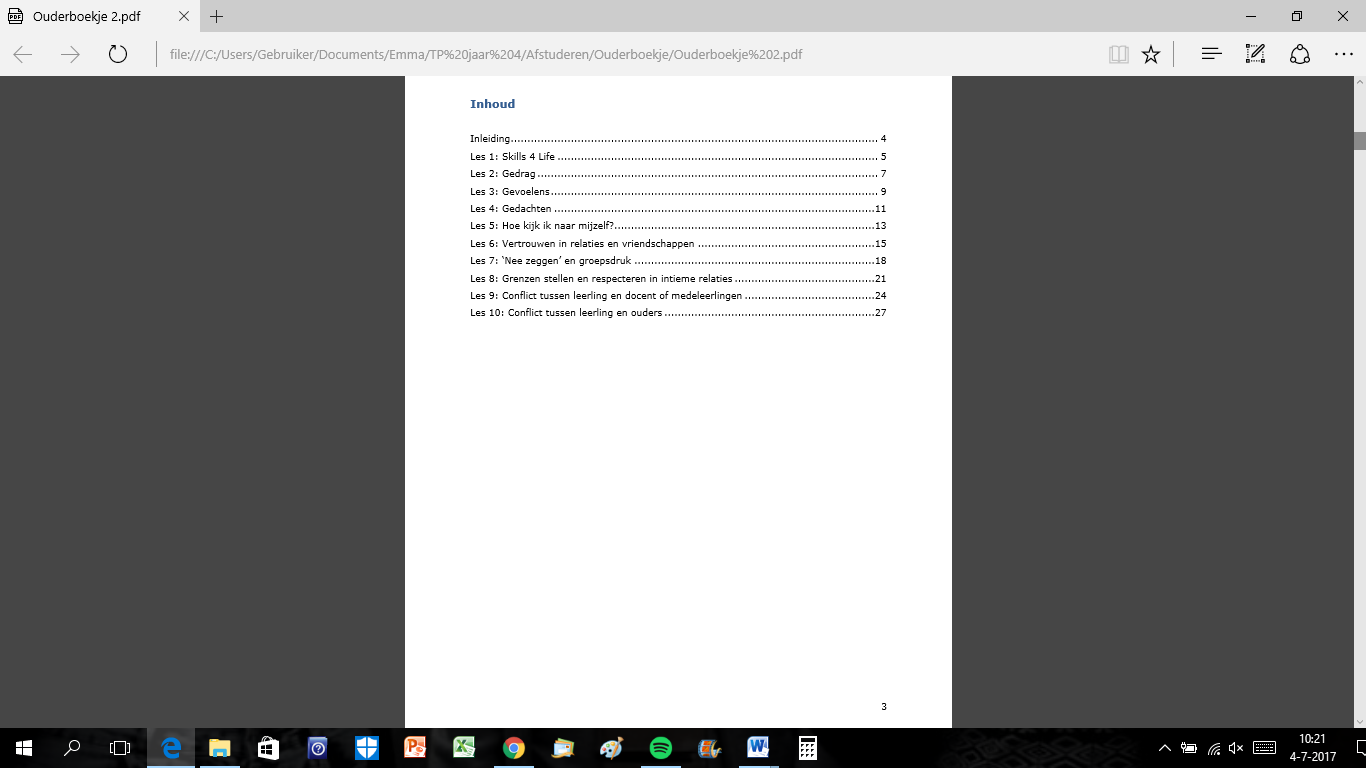 Ouderboekje 2.pdf
file:///C:/Users/Gebruiker/Documents/Emma/TP%20jaar%204/Afstuderen/Ouderboekje/Ouderboekje%202.pdf
Inhoud
Inleiding........................................................ 4
Les 1: Skills 4 Life ........................................................ 5
Les 2: Gedrag ........................................................ 7
Les 3: Gevoelens........................................................ 9
Les 4: Gedachten ........................................................11
Les 5: Hoe kijk ik naar mijzelf?........................................................13
Les 6: Vertrouwen in relaties en vriendschappen ........................................................15
Les 7: ‘Nee zeggen’ en groepsdruk ........................................................18
Les 8: Grenzen stellen en respecteren in intieme relaties ..........................................21
Les 9: Conflict tussen leerling en docent of medeleerlingen .......................................24
Les 10: Conflict tussen leerling en ouders ........................................................27
3
10:21
4-7-2017